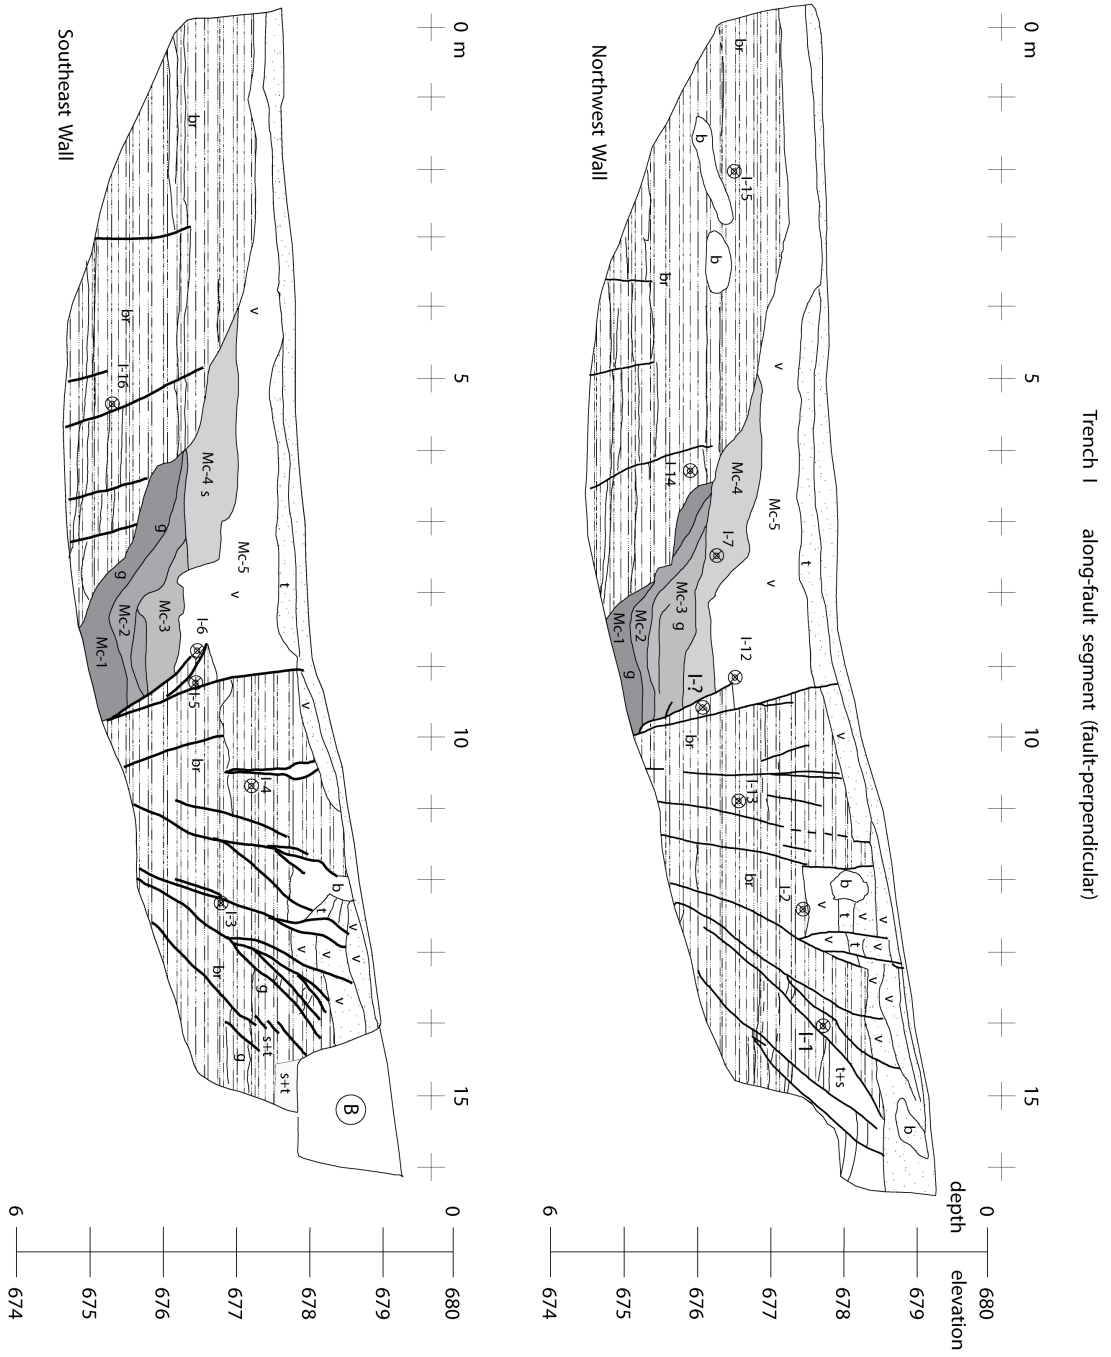 Trench I along-fault segment (fault-perpendicular)
0 m
5
10
15
Northwest Wall
br
b
I-15
b
br
v
I-14
Mc-4
I-7
Mc-5
v
t
Mc-3 g
Mc-2
Mc-1
g
I-12
I-?
br
v
I-13
br
I-2
b
v
t
v
v
v
t
v
v
v
v
I-1
t+s
b
depth
0
6
elevation
680
678
677
676
675
674
0 m
5
10
15
Southeast Wall
br
br
I-16
v
Mc-4 s
Mc-5
v
t
g
g
Mc-3
Mc-2
Mc-1
I-6
I-5
v
br
I-4
b
t
v
I-3
v
v
v
v
br
g
s+t
g
s+t
B
0
6
680
678
677
676
675
674